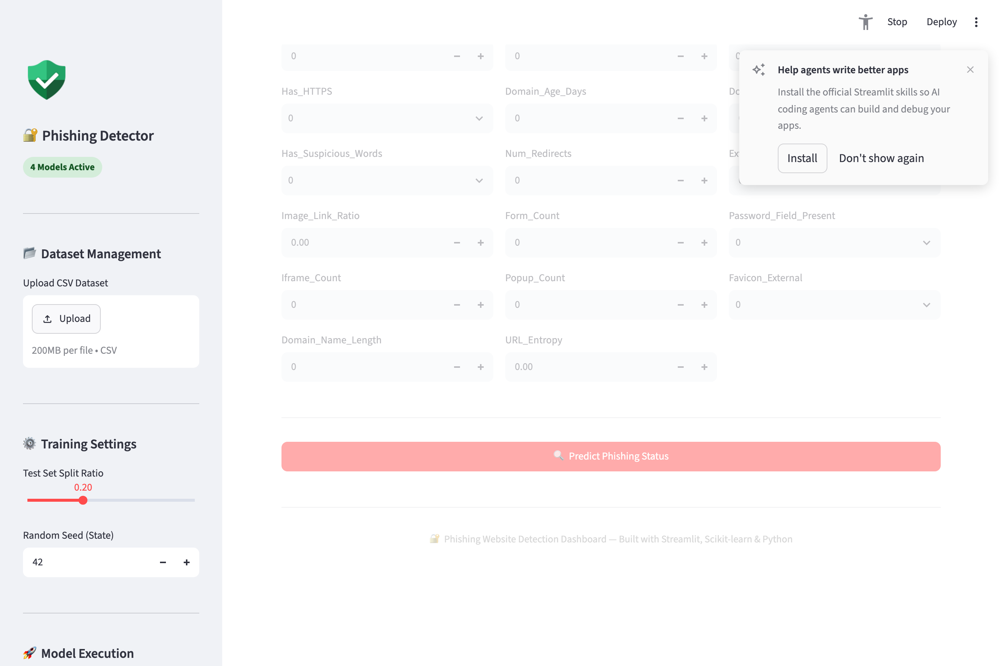 Stop Deploy
🔐 Phishing Detector
4 Models Active
📂 Dataset Management
Upload CSV Dataset
Upload
200MB per file • CSV
⚙️ Training Settings
Test Set Split Ratio
0.20
Random Seed (State)
42 − +
🚀 Model Execution
0 − + 0 − +
Has_HTTPS Domain_Age_Days
0 0 − +
Has_Suspicious_Words Num_Redirects
0 0 − +
Image_Link_Ratio Form_Count Password_Field_Present
0.00 − + 0 − + 0
Iframe_Count Popup_Count Favicon_External
0 − + 0 − + 0
Domain_Name_Length URL_Entropy
0 − + 0.00 − +
🔍 Predict Phishing Status
🔐 Phishing Website Detection Dashboard — Built with Streamlit, Scikit-learn & Python
Help agents write better apps
Install the official Streamlit skills so AI
coding agents can build and debug your
apps.
Install Don't show again